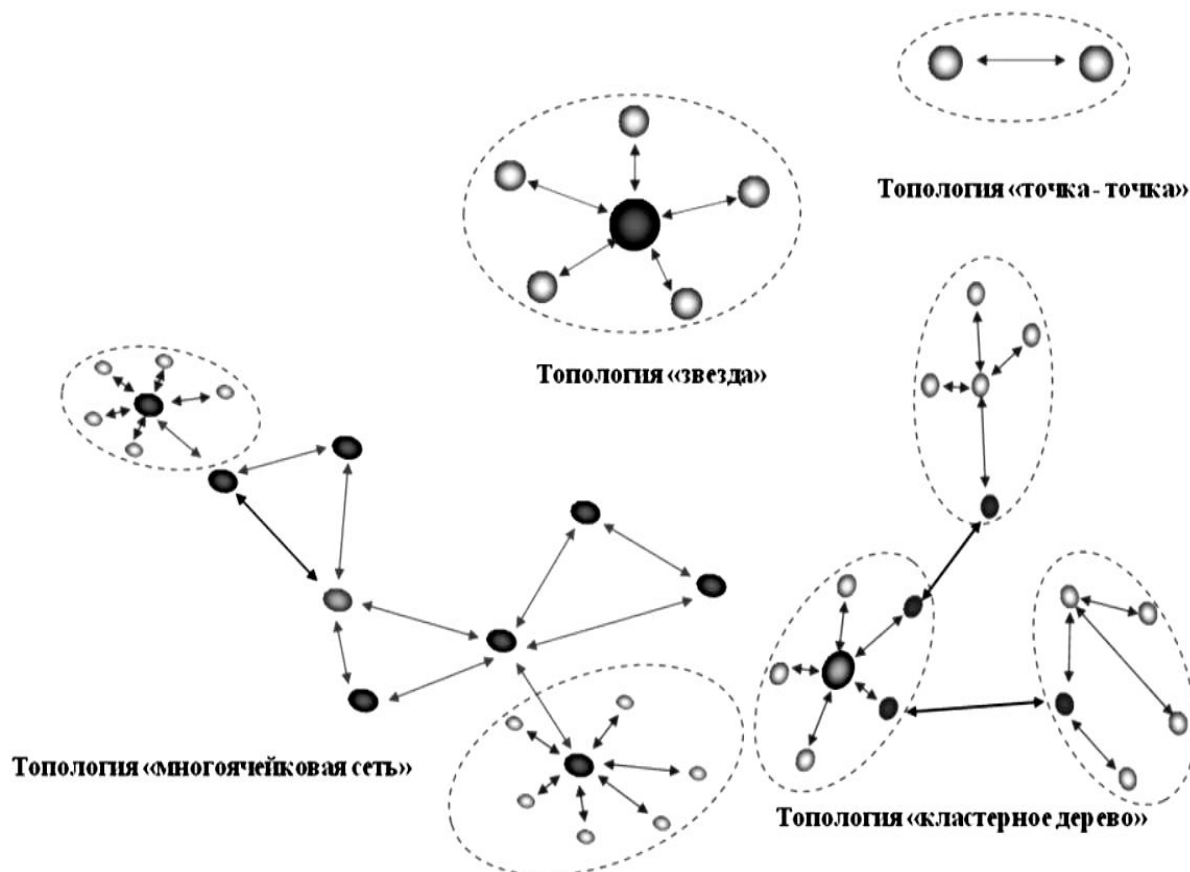 Топология «точка - точка»
Топология «звезда»
Топология «многоячейковая сеть»
Топология «кластерное дерево»